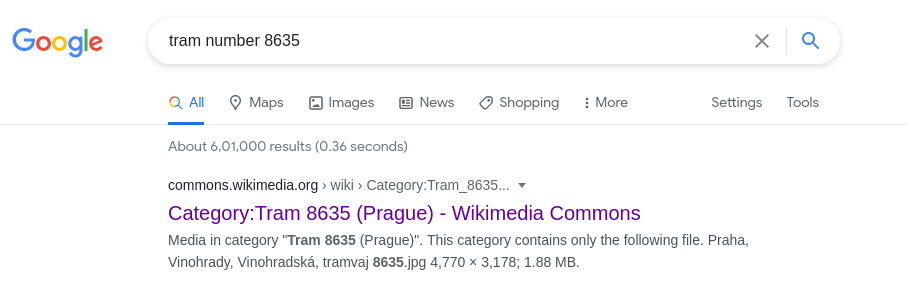 Google
tram number 8635
All Maps Images News Shopping More Settings Tools
About 6,01,000 results (0.36 seconds)
commons.wikimedia.org › wiki › Category:Tram_8635...
Category:Tram 8635 (Prague) - Wikimedia Commons
Media in category "Tram 8635 (Prague)". This category contains only the following file. Praha,
Vinohrady, Vinohradská, tramvaj 8635.jpg 4,770 × 3,178; 1.88 MB.